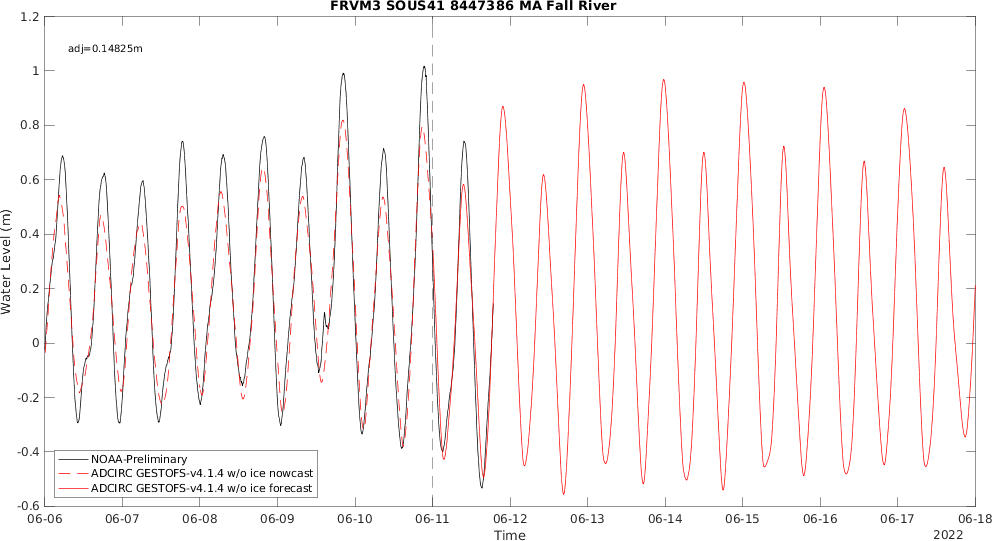 FRVM3 SOUS41 8447386 MA Fall River
adj=0.14825m
Water Level (m)
1.2
1
0.8
0.6
0.4
0.2
0
-0.2
-0.4
-0.6
NOAA-Preliminary
ADCIRC GESTOFS-v4.1.4 w/o ice nowcast
ADCIRC GESTOFS-v4.1.4 w/o ice forecast
06-06 06-07 06-08 06-09 06-10 06-11 06-12 06-13 06-14 06-15 06-16 06-17 06-18
Time
2022